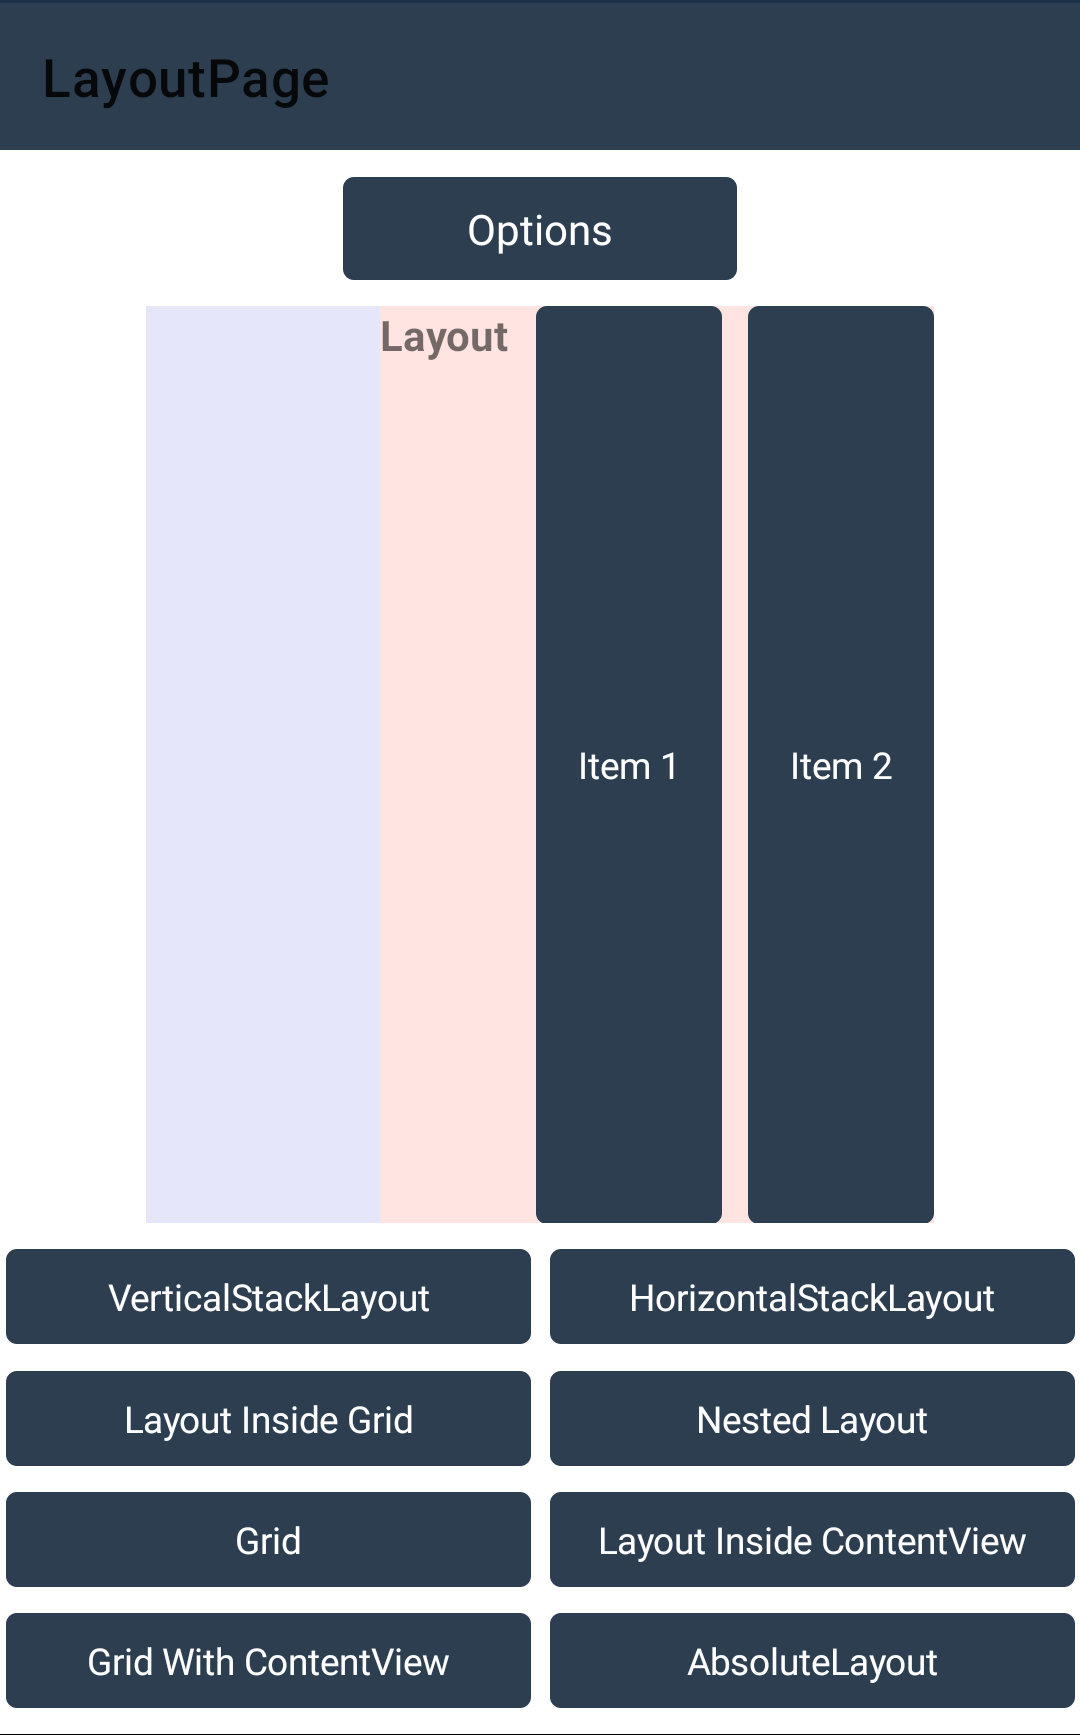 LayoutPage
Options
Layout
Item 1
Item 2
VerticalStackLayout
HorizontalStackLayout
Layout Inside Grid
Nested Layout
Grid
Layout Inside ContentView
Grid With ContentView
AbsoluteLayout